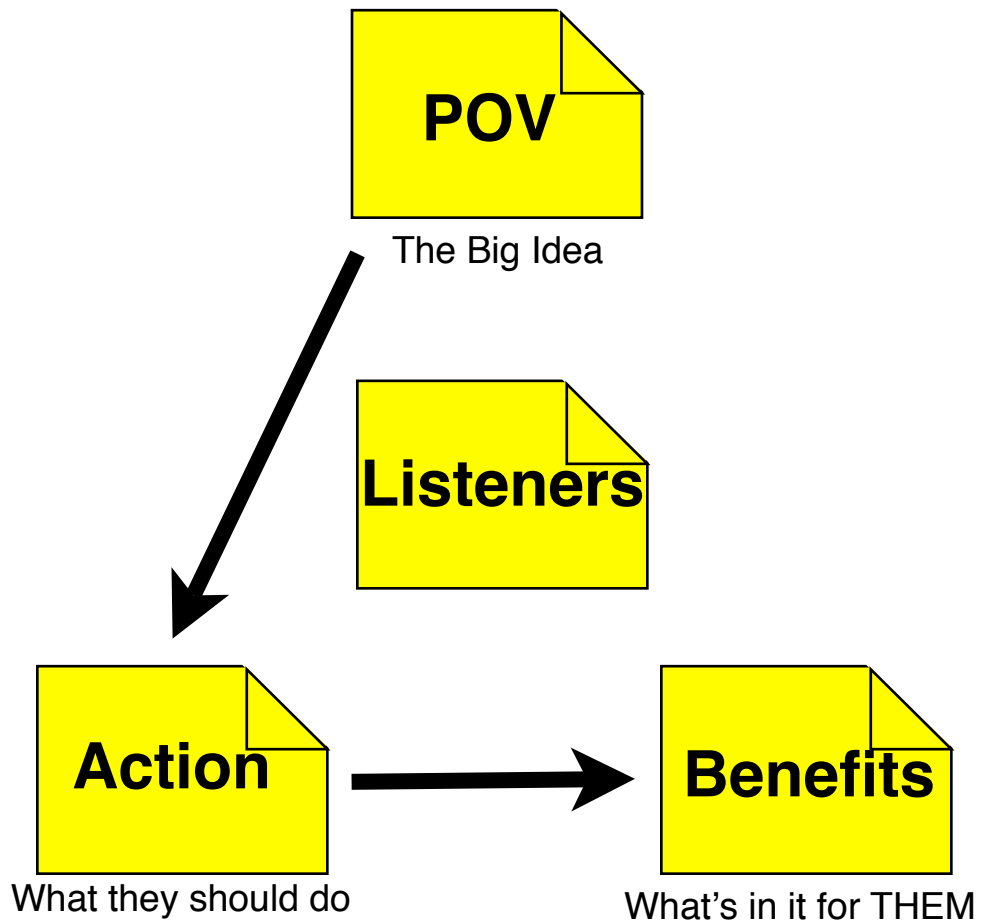 POV
The Big Idea
Listeners
Action
What they should do
Benefits
What’s in it for THEM